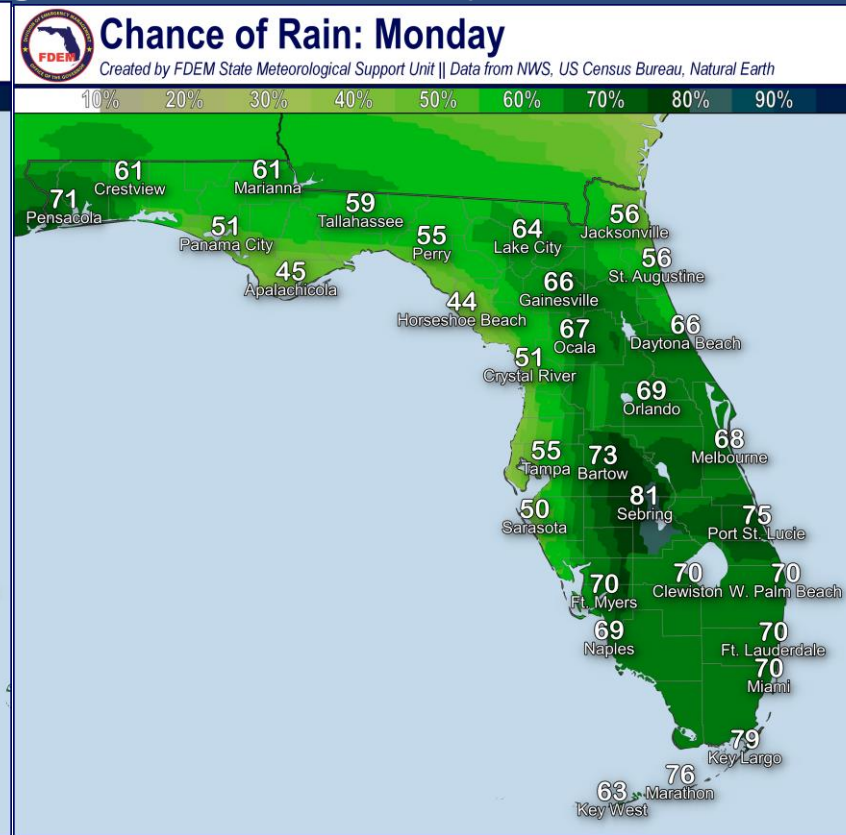 Chance of Rain: Monday
Created by FDEM State Meteorological Support Unit || Data from NWS, US Census Bureau, Natural Earth
FDEM
10% 20% 30% 40% 50% 60% 70% 80% 90%
61
Crestview
61
Marianna
71
Pensacola
59
Tallahassee
51
Panama City
55
Perry
64
Lake City
56
Jacksonville
56
St. Augustine
45
Apalachicola
66
Gainesville
44
Horseshoe Beach
67
Ocala
66
Daytona Beach
51
Crystal River
69
Orlando
68
Melbourne
55
Tampa
73
Bartow
81
Sebring
50
Sarasota
75
Port St. Lucie
70
Ft. Myers
70
Clewiston
70
W. Palm Beach
69
Naples
70
Ft. Lauderdale
70
Miami
79
Key Largo
76
Marathon
63
Key West